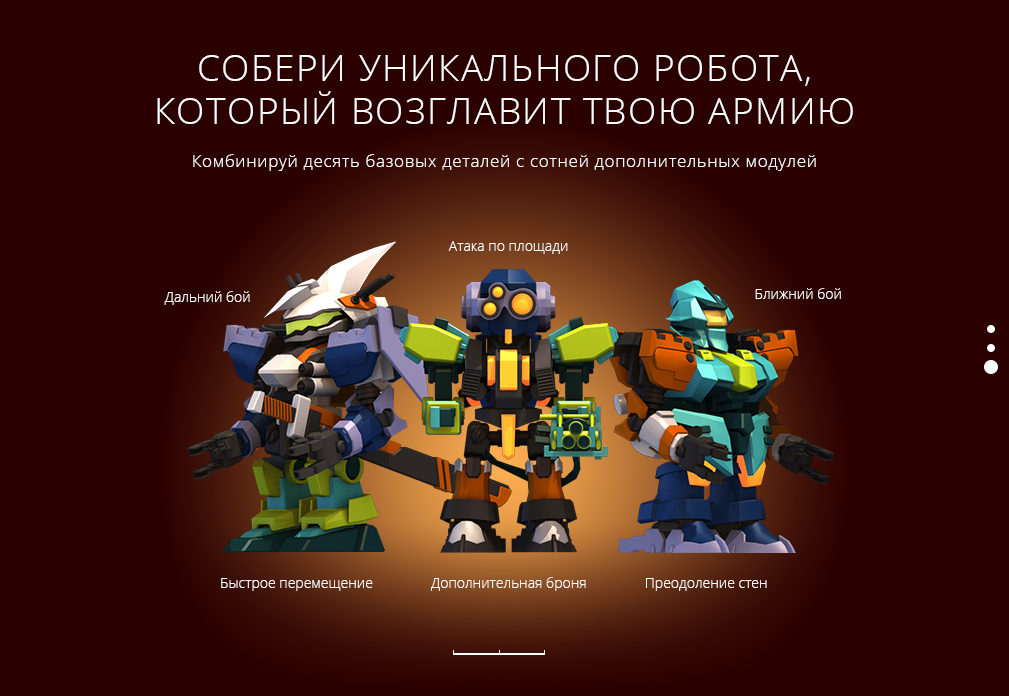 СОБЕРИ УНИКАЛЬНОГО РОБОТА,
КОТОРЫЙ ВОЗГЛАВИТ ТВОЮ АРМИЮ
Комбинируй десять базовых деталей с сотней дополнительных модулей
Атака по площади
Дальний бой
Ближний бой
Быстрое перемещение
Дополнительная броня
Преодоление стен